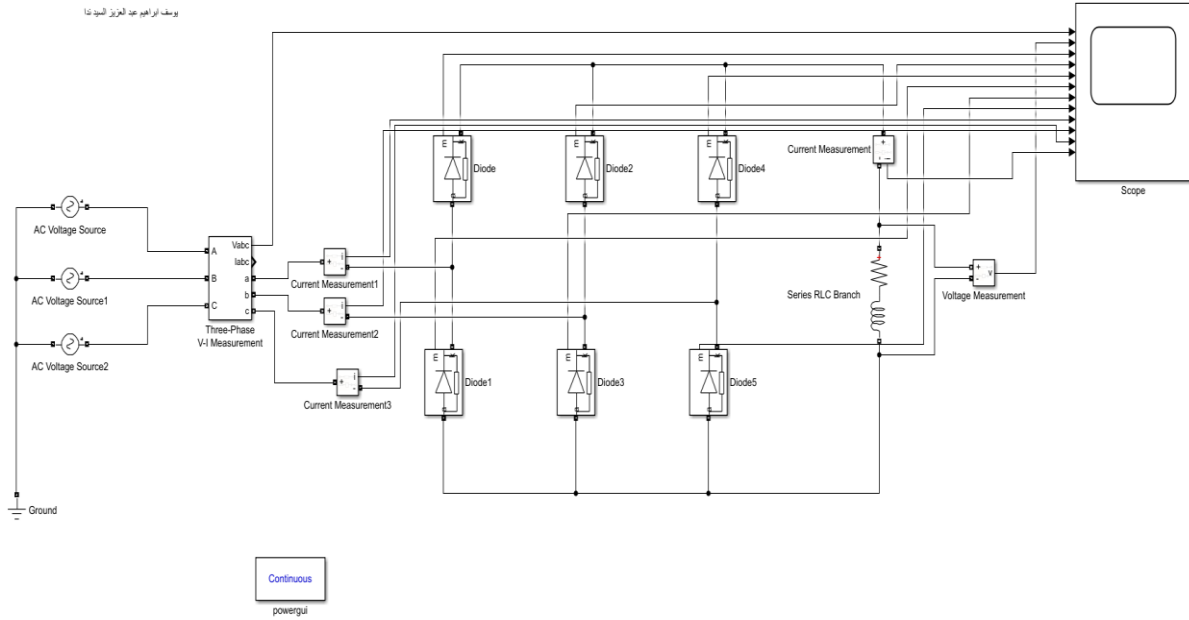 يوسف ابراهيم عبد العزيز السيد ندا
Scope
E
Diode
E
Diode2
E
Diode4
Current Measurement
+
-
AC Voltage Source
AC Voltage Source1
AC Voltage Source2
A
B
C
Vabc
Iabc
a
b
c
Three-Phase
V-I Measurement
+
i
-
Current Measurement1
+
i
-
Current Measurement2
+
i
-
Current Measurement3
Series RLC Branch
+
-
v
Voltage Measurement
E
Diode1
E
Diode3
E
Diode5
Ground
Continuous
powergui